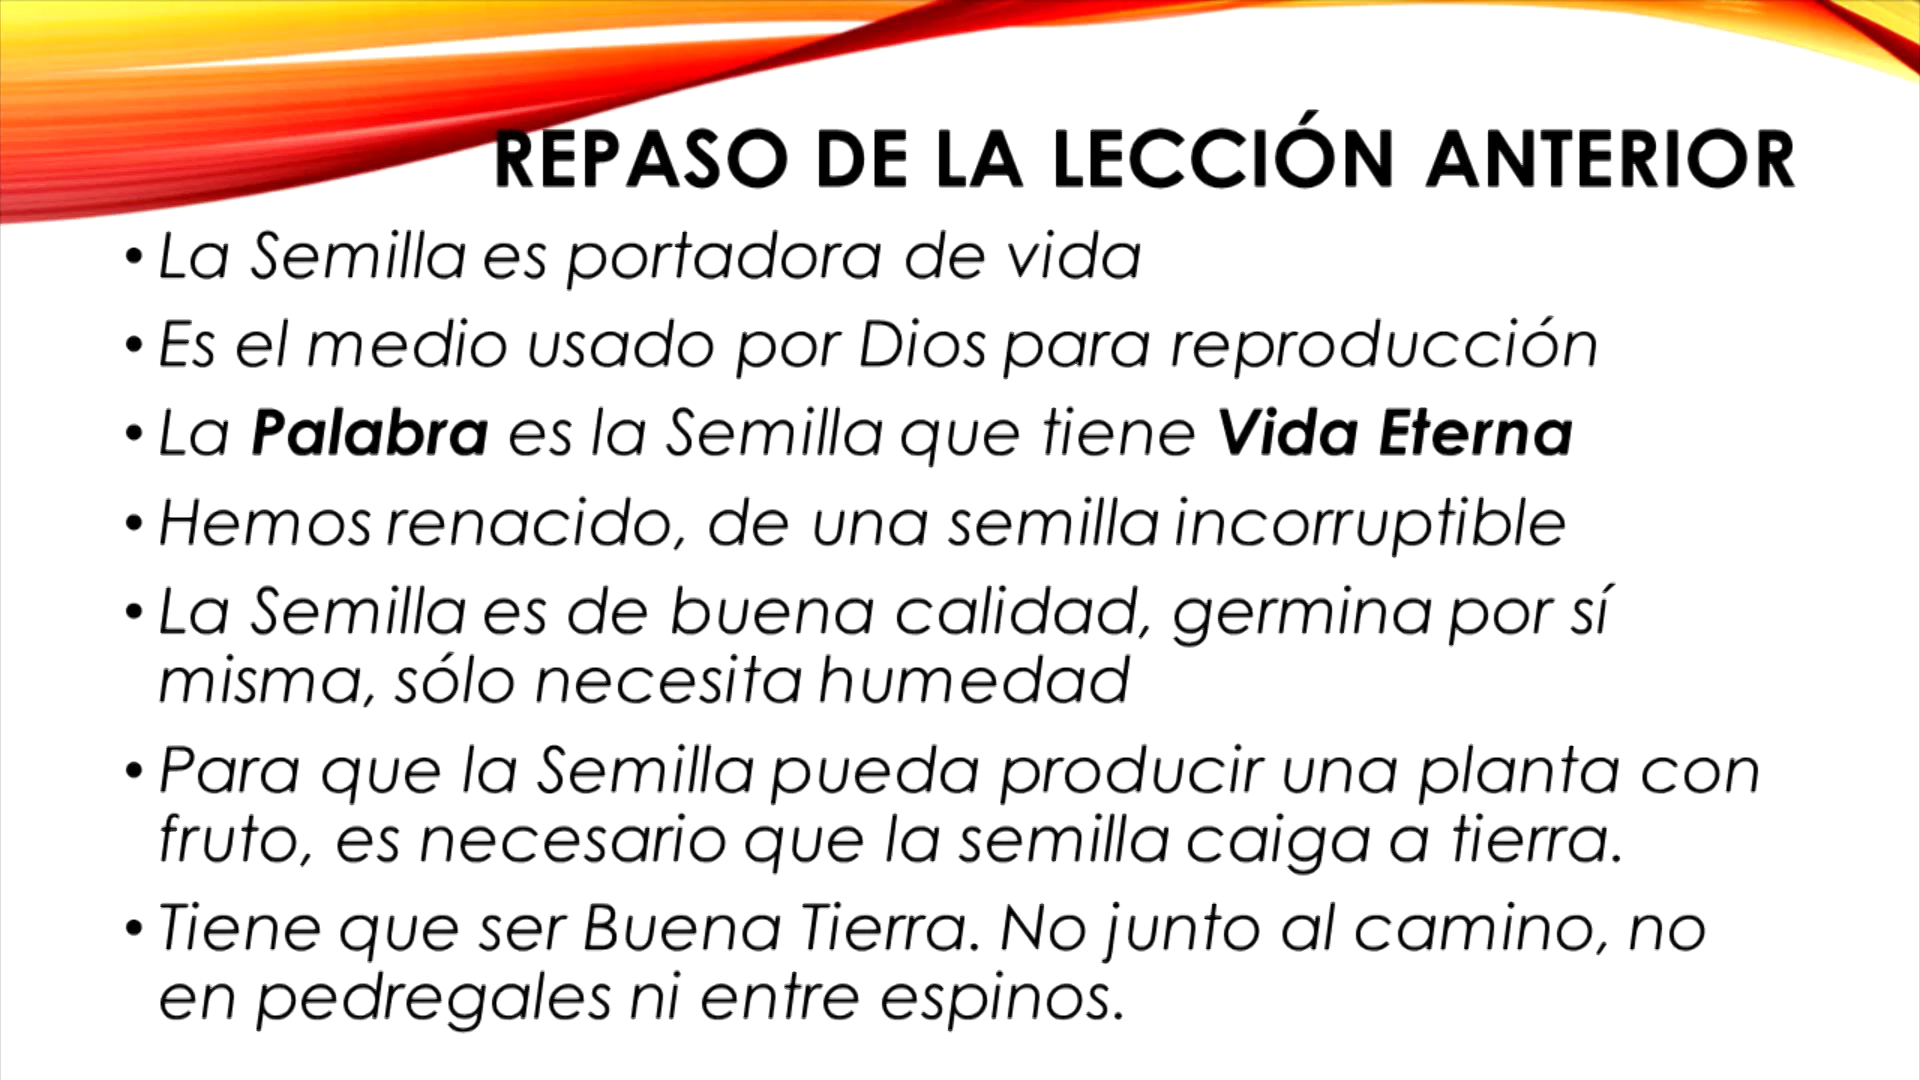 REPASO DE LA LECCIÓN ANTERIOR
• La Semilla es portadora de vida
• Es el medio usado por Dios para reproducción
• La Palabra es la Semilla que tiene Vida Eterna
• Hemos renacido, de una semilla incorruptible
• La Semilla es de buena calidad, germina por sí
misma, sólo necesita humedad
• Para que la Semilla pueda producir una planta con
fruto, es necesario que la semilla caiga a tierra.
• Tiene que ser Buena Tierra. No junto al camino, no
en pedregales ni entre espinos.